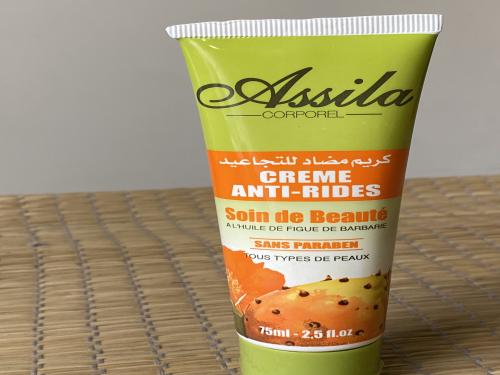 Assila
CORPOREL
كريم مضاد للتجاعيد
CREME
ANTI-RIDES
Soin de Beauté
A L'HUILE DE FIGUE DE BARBARIE
SANS PARABEN
TOUS TYPES DE PEAUX
75ml - 2,5 fl.oz